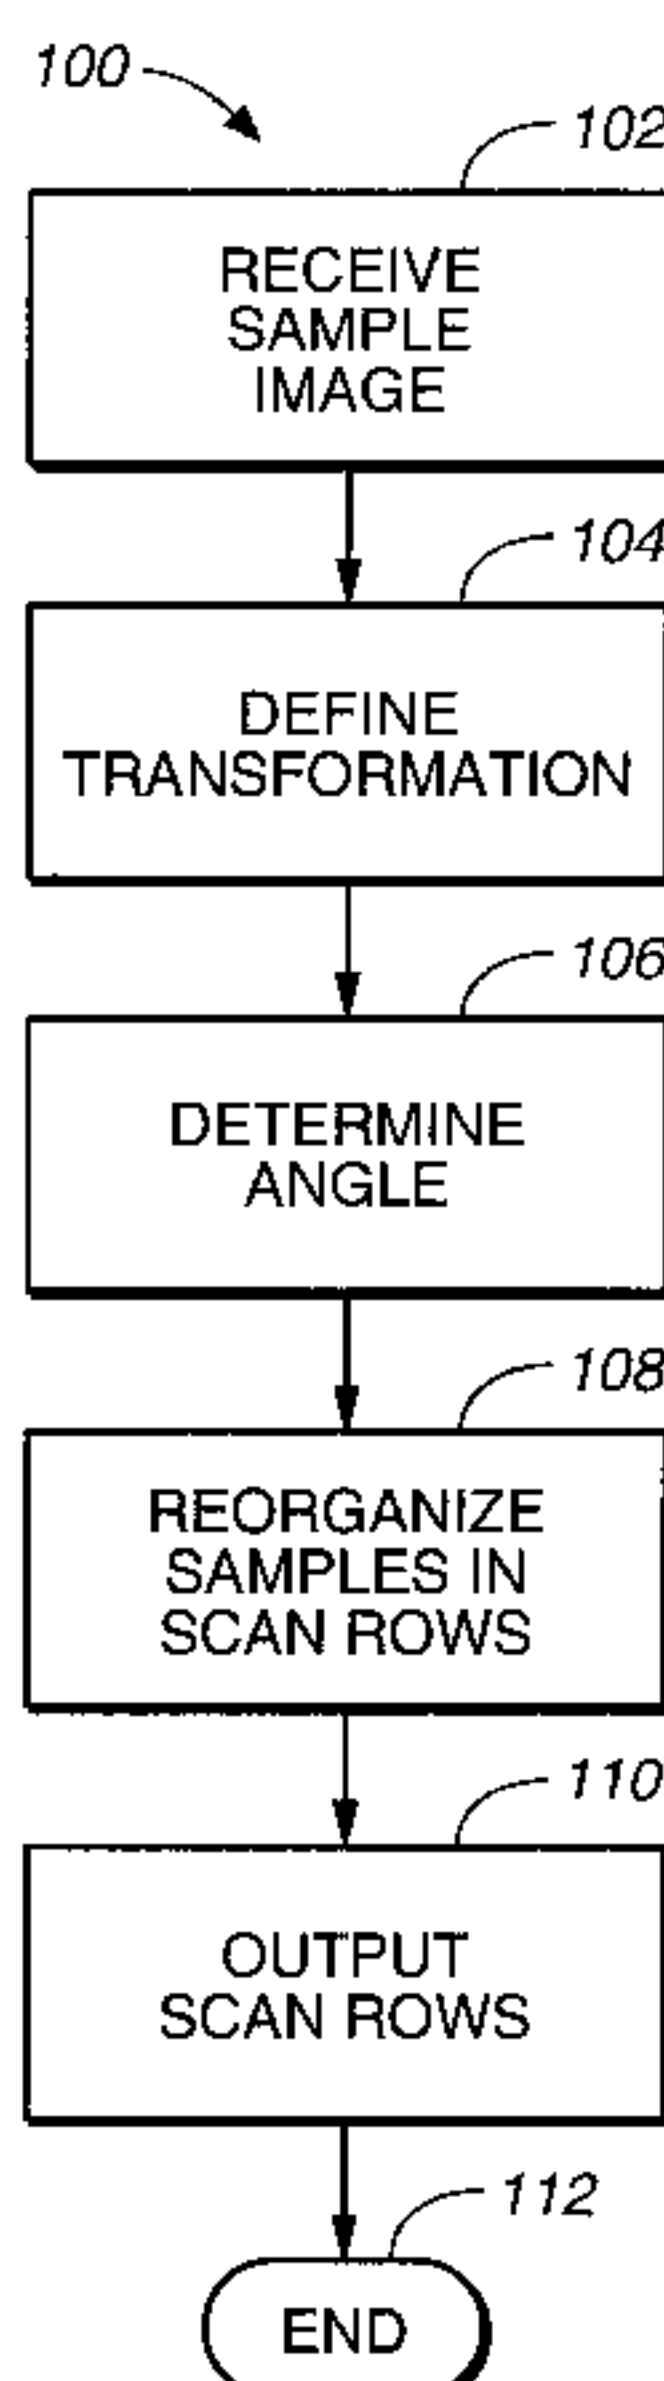 100
102
RECEIVE
SAMPLE
IMAGE
104
DEFINE
TRANSFORMATION
106
DETERMINE
ANGLE
108
REORGANIZE
SAMPLES IN
SCAN ROWS
110
OUTPUT
SCAN ROWS
112
END